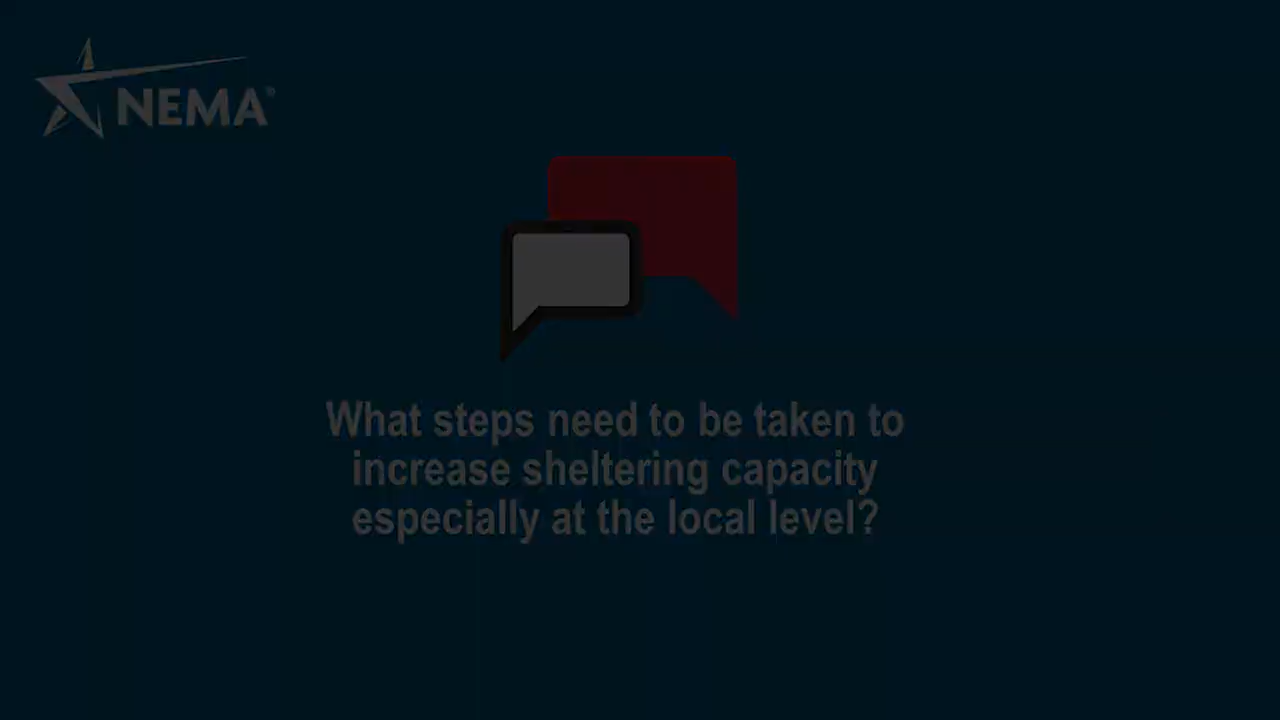 NEMA®
What steps need to be taken to
increase sheltering capacity
especially at the local level?